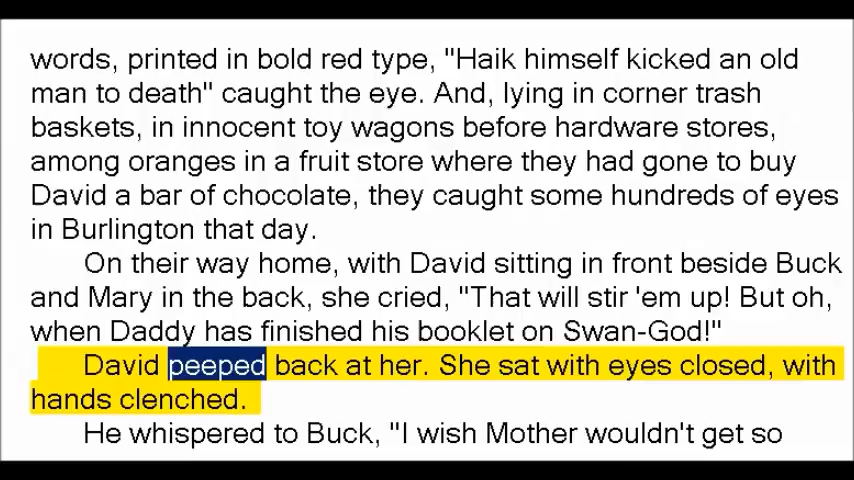 words, printed in bold red type, "Haik himself kicked an old
man to death" caught the eye. And, lying in corner trash
baskets, in innocent toy wagons before hardware stores,
among oranges in a fruit store where they had gone to buy
David a bar of chocolate, they caught some hundreds of eyes
in Burlington that day.
On their way home, with David sitting in front beside Buck
and Mary in the back, she cried, "That will stir 'em up! But oh,
when Daddy has finished his booklet on Swan-God!"
David peeped back at her. She sat with eyes closed, with
hands clenched.
He whispered to Buck, "I wish Mother wouldn't get so